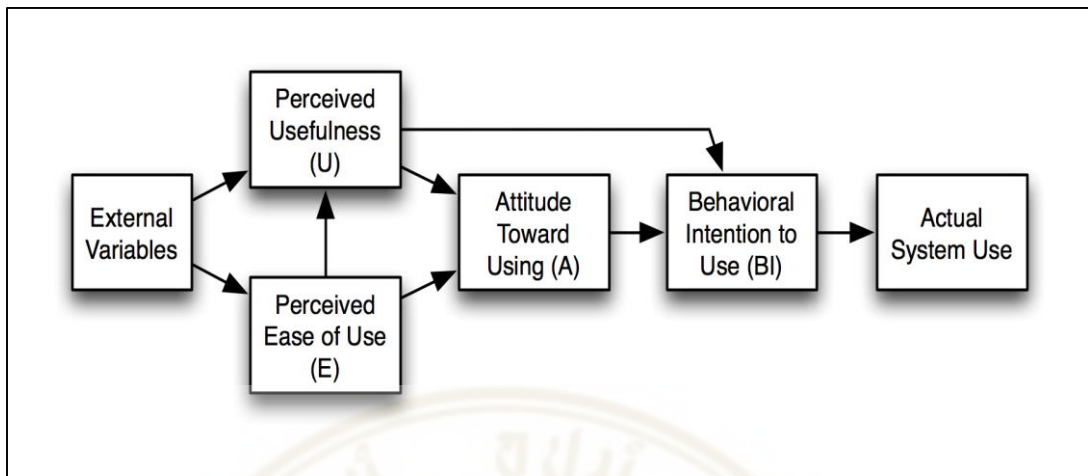 Perceived
Usefulness
(U)
External
Variables
Perceived
Ease of Use
(E)
Attitude
Toward
Using (A)
Behavioral
Intention to
Use (BI)
Actual
System Use